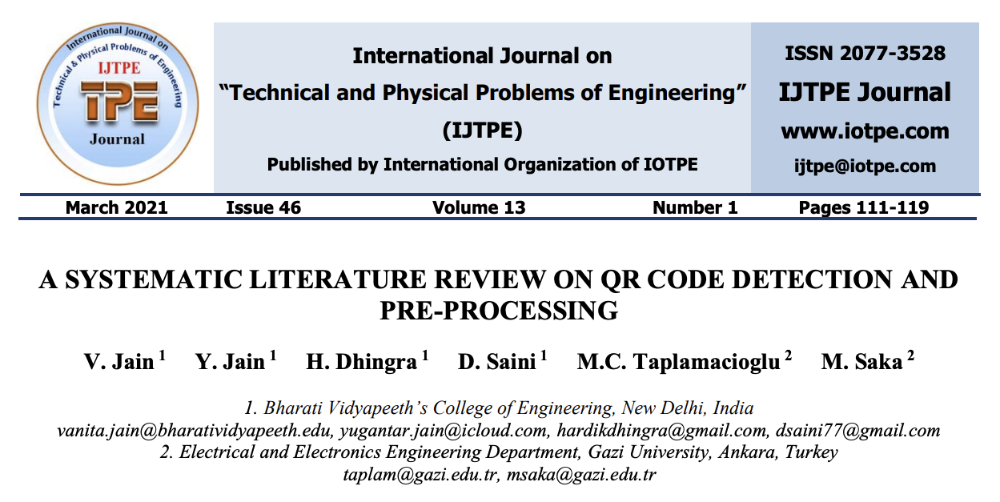 International Journal on
Technical & Physical Problems of Engineering
IJTPE
TPE
Journal
International Journal on
“Technical and Physical Problems of Engineering”
(IJTPE)
Published by International Organization of IOTPE
ISSN 2077-3528
IJTPE Journal
www.iotpe.com
ijtpe@iotpe.com
March 2021 Issue 46 Volume 13 Number 1 Pages 111-119
A SYSTEMATIC LITERATURE REVIEW ON QR CODE DETECTION AND
PRE-PROCESSING
V. Jain 1 Y. Jain 1 H. Dhingra 1 D. Saini 1 M.C. Taplamacioglu 2 M. Saka 2
1. Bharati Vidyapeeth’s College of Engineering, New Delhi, India
vanita.jain@bharatividyapeeth.edu, yugantar.jain@icloud.com, hardikdhingra@gmail.com, dsaini77@gmail.com
2. Electrical and Electronics Engineering Department, Gazi University, Ankara, Turkey
taplam@gazi.edu.tr, msaka@gazi.edu.tr